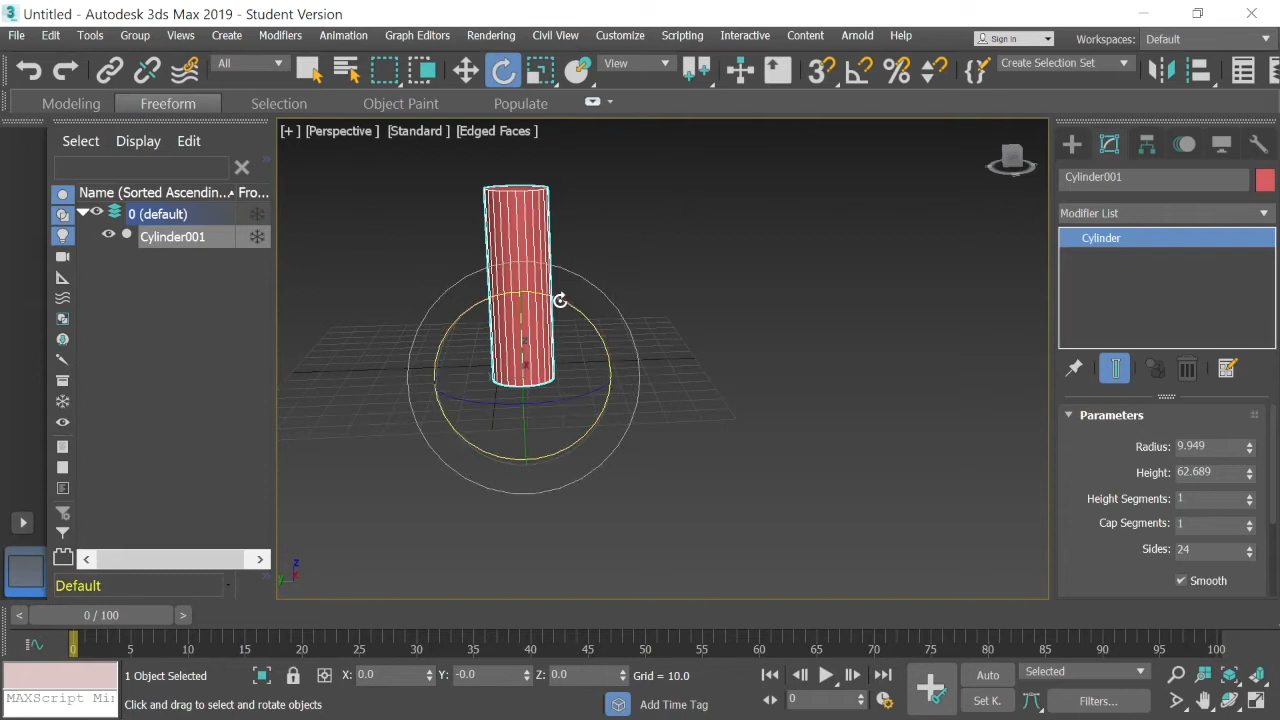 Untitled - Autodesk 3ds Max 2019 - Student Version
File Edit Tools Group Views Create Modifiers Animation Graph Editors Rendering Civil View Customize Scripting Interactive Content Arnold Help Sign In Workspaces: Default
All View Create Selection Set
Modeling Freeform Selection Object Paint Populate
[+ ] [Perspective ] [Standard ] [Edged Faces ]
Select Display Edit
Name (Sorted Ascendin... Fro...
0 (default)
Cylinder001
Default
Cylinder001
Modifier List
Cylinder
Parameters
Radius: 9.949
Height: 62.689
Height Segments: 1
Cap Segments: 1
Sides: 24
Smooth
z
x
z
y x
< 0 / 100 >
0 5 10 15 20 25 30 35 40 45 50 55 60 65 70 75 80 85 90 95 100
1 Object Selected X: 0.0 Y: -0.0 Z: 0.0 Grid = 10.0 Auto Selected
MAXScript Mi Click and drag to select and rotate objects Add Time Tag 0 Set K. Filters...